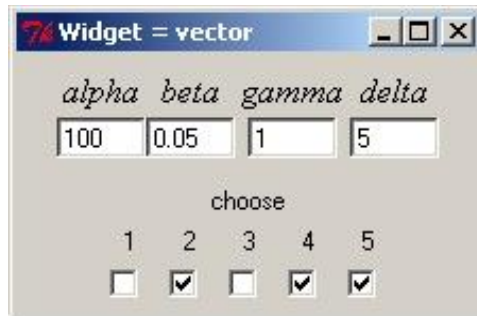 Widget = vector
alpha beta gamma delta
100 0.05 1 5
choose
1 2 3 4 5